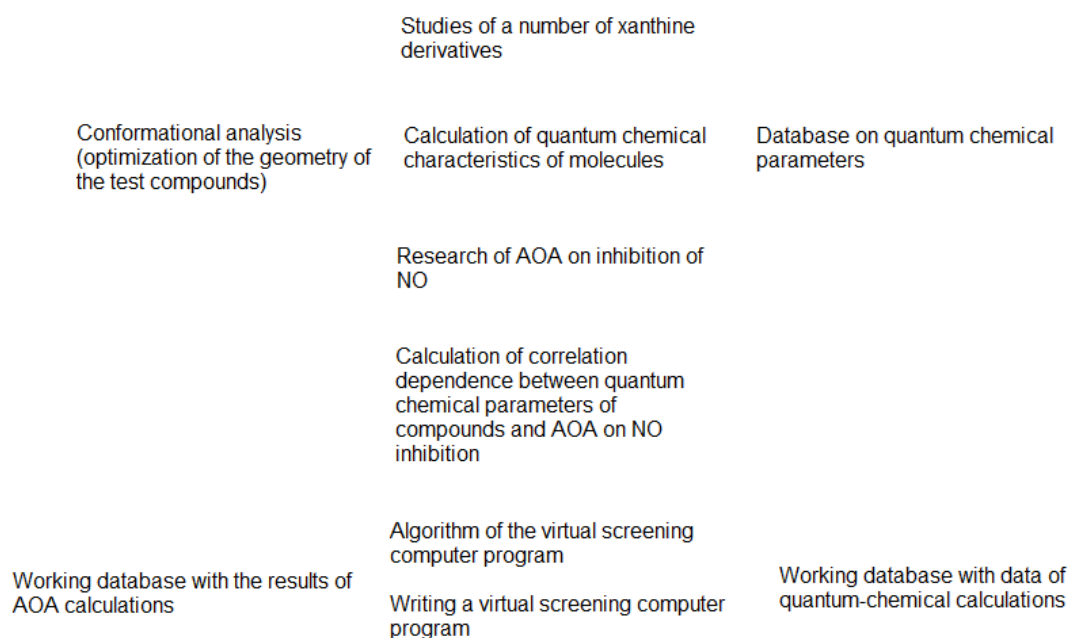 Studies of a number of xanthine
derivatives
Conformational analysis
(optimization of the geometry of
the test compounds)
Calculation of quantum chemical
characteristics of molecules
Database on quantum chemical
parameters
Research of AOA on inhibition of
NO
Calculation of correlation
dependence between quantum
chemical parameters of
compounds and AOA on NO
inhibition
Algorithm of the virtual screening
computer program
Working database with the results of
AOA calculations
Writing a virtual screening computer
program
Working database with data of
quantum-chemical calculations